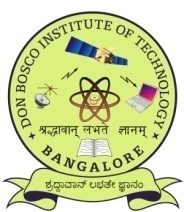 DON BOSCO INSTITUTE OF TECHNOLOGY
श्रद्धावान् लभते ज्ञानम्
BANGALORE
ಶ್ರದ್ಧಾವಾನ್ ಲಭತೇ ಜ್ಞಾನಂ